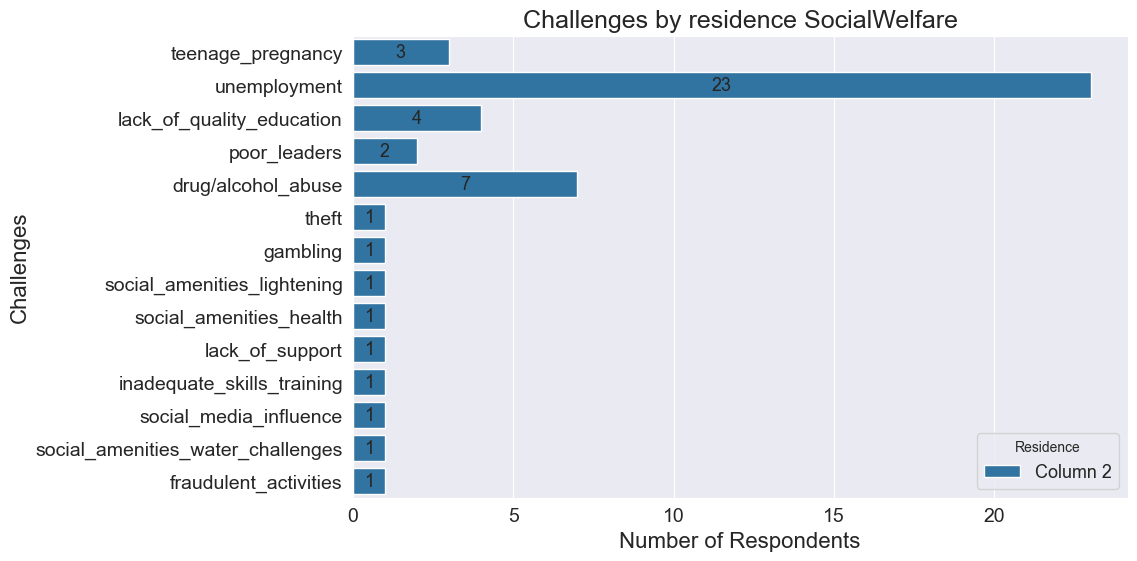 Challenges by residence SocialWelfare
Challenges
teenage_pregnancy 3
unemployment 23
lack_of_quality_education 4
poor_leaders 2
drug/alcohol_abuse 7
theft 1
gambling 1
social_amenities_lightening 1
social_amenities_health 1
lack_of_support 1
inadequate_skills_training 1
social_media_influence 1
social_amenities_water_challenges 1
fraudulent_activities 1
Residence
Column 2
0 5 10 15 20
Number of Respondents